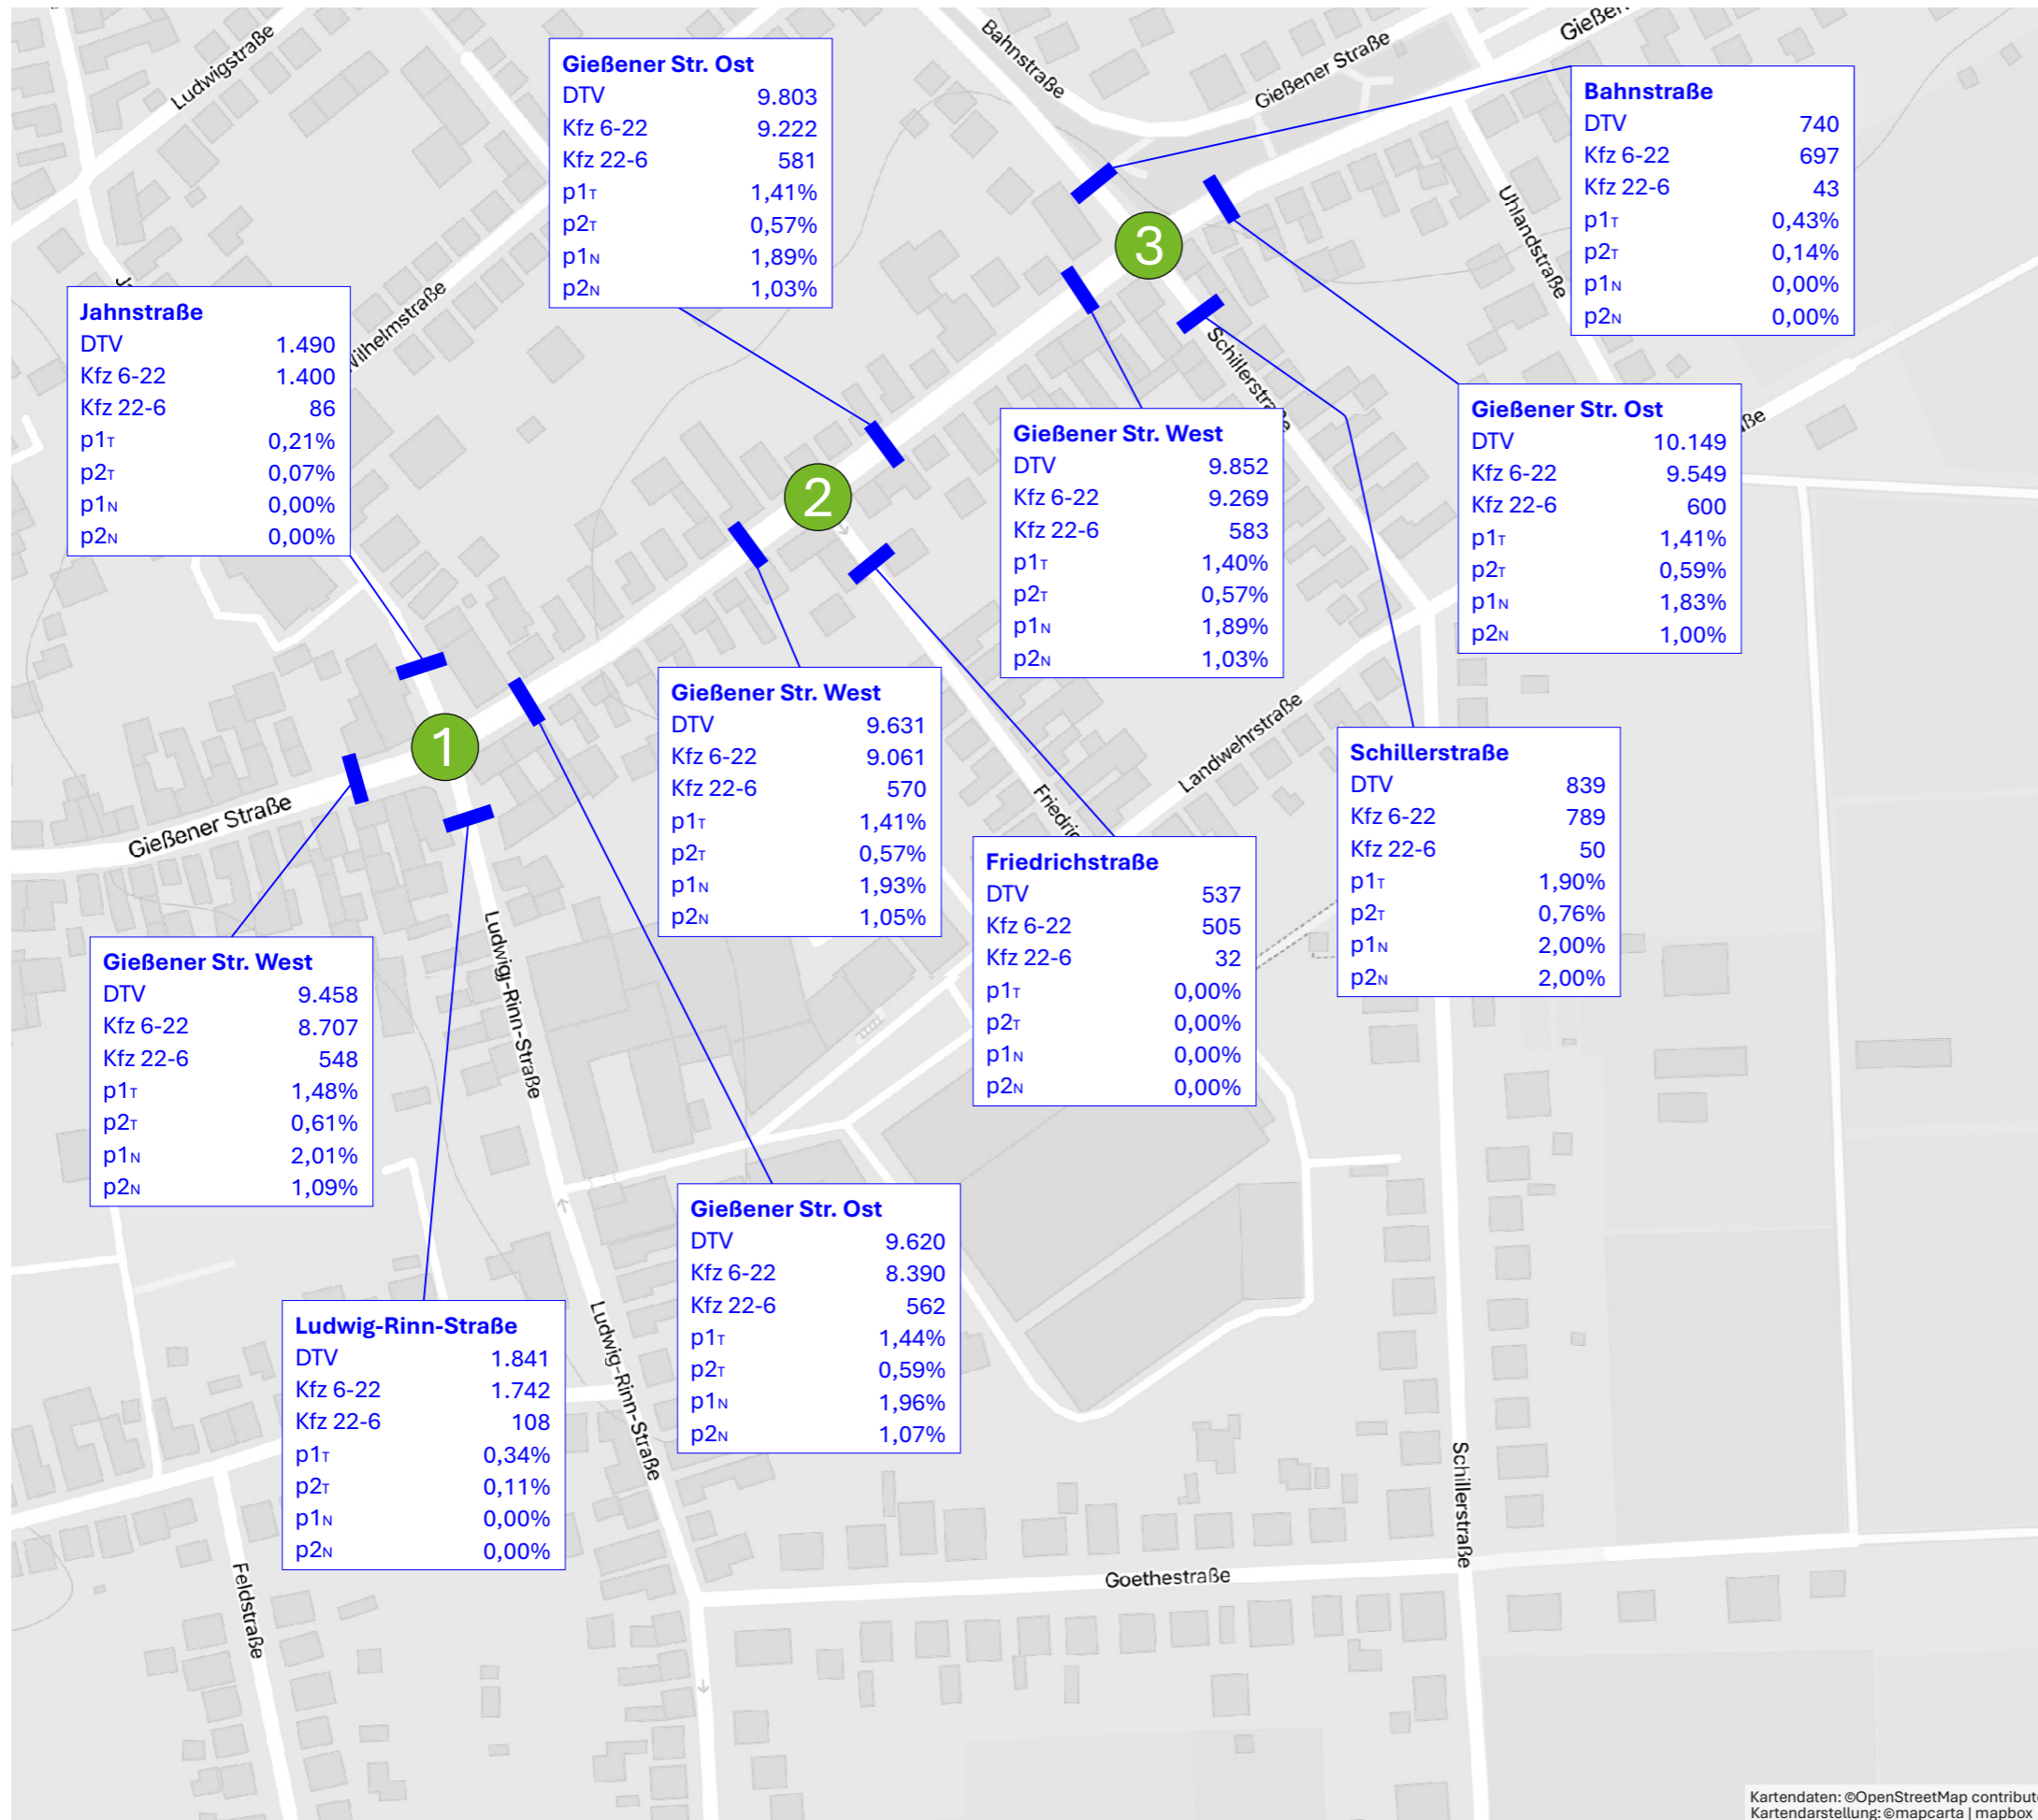 Ludwigstraße
Bahnstraße
Gießener Straße
Uhlandstraße
Wilhelmstraße
Schillerstraße
Gießener Str. Ost
DTV 9.803
Kfz 6-22 9.222
Kfz 22-6 581
p1T 1,41%
p2T 0,57%
p1N 1,89%
p2N 1,03%
Bahnstraße
DTV 740
Kfz 6-22 697
Kfz 22-6 43
p1T 0,43%
p2T 0,14%
p1N 0,00%
p2N 0,00%
3
Jahnstraße
DTV 1.490
Kfz 6-22 1.400
Kfz 22-6 86
p1T 0,21%
p2T 0,07%
p1N 0,00%
p2N 0,00%
Gießener Str. West
DTV 9.852
Kfz 6-22 9.269
Kfz 22-6 583
p1T 1,40%
p2T 0,57%
p1N 1,89%
p2N 1,03%
Gießener Str. Ost
DTV 10.149
Kfz 6-22 9.549
Kfz 22-6 600
p1T 1,41%
p2T 0,59%
p1N 1,83%
p2N 1,00%
2
Gießener Str. West
DTV 9.631
Kfz 6-22 9.061
Kfz 22-6 570
p1T 1,41%
p2T 0,57%
p1N 1,93%
p2N 1,05%
1
Gießener Straße
Landwehrstraße
Schillerstraße
DTV 839
Kfz 6-22 789
Kfz 22-6 50
p1T 1,90%
p2T 0,76%
p1N 2,00%
p2N 2,00%
Friedrichstraße
DTV 537
Kfz 6-22 505
Kfz 22-6 32
p1T 0,00%
p2T 0,00%
p1N 0,00%
p2N 0,00%
Gießener Str. West
DTV 9.458
Kfz 6-22 8.707
Kfz 22-6 548
p1T 1,48%
p2T 0,61%
p1N 2,01%
p2N 1,09%
Ludwig-Rinn-Straße
Gießener Str. Ost
DTV 9.620
Kfz 6-22 8.390
Kfz 22-6 562
p1T 1,44%
p2T 0,59%
p1N 1,96%
p2N 1,07%
Ludwig-Rinn-Straße
DTV 1.841
Kfz 6-22 1.742
Kfz 22-6 108
p1T 0,34%
p2T 0,11%
p1N 0,00%
p2N 0,00%
Ludwig-Rinn-Straße
Schillerstraße
Feldstraße
Goethestraße
Kartendaten: ©OpenStreetMap contribut
Kartendarstellung: ©mapcarta | mapbox